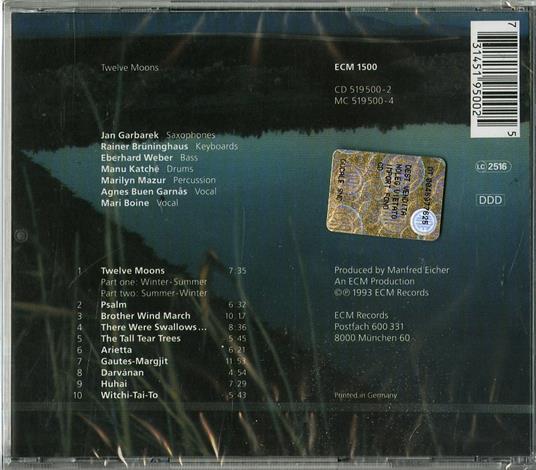 Twelve Moons
ECM 1500
CD 519 500-2
MC 519 500-4
7 31451 95002 5
LC 2516
DDD
Jan Garbarek Saxophones
Rainer Brüninghaus Keyboards
Eberhard Weber Bass
Manu Katché Drums
Marilyn Mazur Percussion
Agnes Buen Garnås Vocal
Mari Boine Vocal
1 Twelve Moons 7:35
Part one: Winter-Summer
Part two: Summer-Winter
2 Psalm 6:32
3 Brother Wind March 10:17
4 There Were Swallows... 8:36
5 The Tall Tear Trees 5:45
6 Arietta 6:21
7 Gautes-Margjit 11:53
8 Darvánan 4:54
9 Huhai 7:29
10 Witchi-Tai-To 5:43
Produced by Manfred Eicher
An ECM Production
©℗ 1993 ECM Records
ECM Records
Postfach 600 331
8000 München 60
Printed in Germany